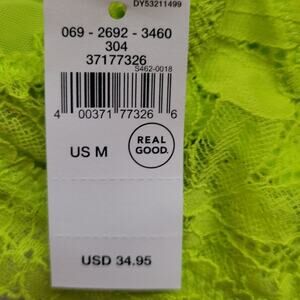 DY53211499
069 - 2692 - 3460
304
37177326
S462-0018
4 00371 77326 6
US M
REAL
GOOD.
USD 34.95